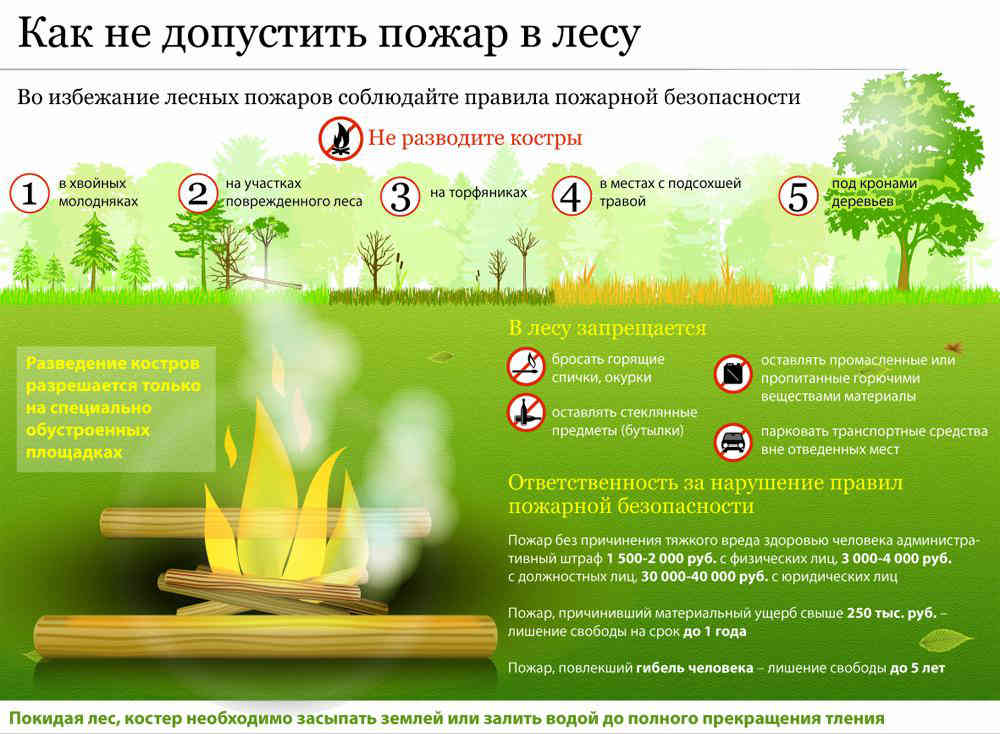 Как не допустить пожар в лесу
Во избежание лесных пожаров соблюдайте правила пожарной безопасности
Не разводите костры
1 в хвойных
молодняках
2 на участках
поврежденного леса
3 на торфяниках
4 в местах с подсохшей
травой
5 под кронами
деревьев
Разведение костров
разрешается только
на специально
обустроенных
площадках
В лесу запрещается
бросать горящие
спички, окурки
оставлять стеклянные
предметы (бутылки)
оставлять промасленные или
пропитанные горючими
веществами материалы
парковать транспортные средства
вне отведенных мест
Ответственность за нарушение правил
пожарной безопасности
Пожар без причинения тяжкого вреда здоровью человека администра-
тивный штраф 1 500-2 000 руб. с физических лиц, 3 000-4 000 руб.
с должностных лиц, 30 000-40 000 руб. с юридических лиц
Пожар, причинивший материальный ущерб свыше 250 тыс. руб. –
лишение свободы на срок до 1 года
Пожар, повлекший гибель человека – лишение свободы до 5 лет
Покидая лес, костер необходимо засыпать землей или залить водой до полного прекращения тления